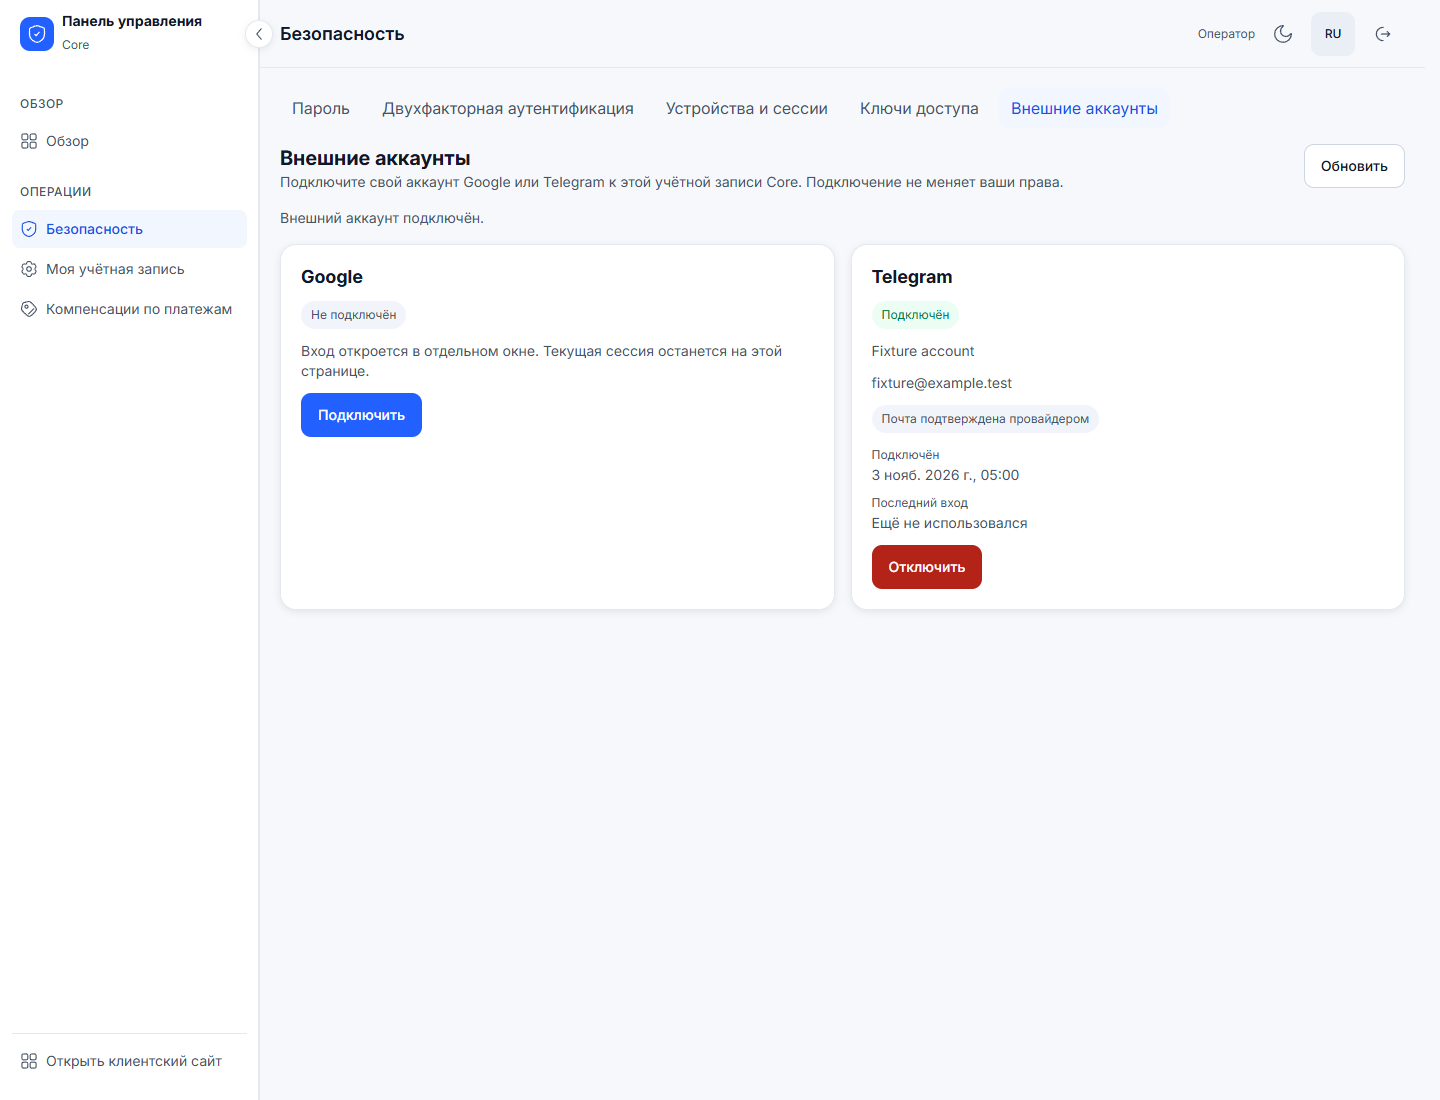 Панель управления
Core
ОБЗОР
Обзор
ОПЕРАЦИИ
Безопасность
Моя учётная запись
Компенсации по платежам
Открыть клиентский сайт
Безопасность
Оператор
RU
Пароль
Двухфакторная аутентификация
Устройства и сессии
Ключи доступа
Внешние аккаунты
Внешние аккаунты
Подключите свой аккаунт Google или Telegram к этой учётной записи Core. Подключение не меняет ваши права.
Обновить
Внешний аккаунт подключён.
Google
Не подключён
Вход откроется в отдельном окне. Текущая сессия останется на этой
странице.
Подключить
Telegram
Подключён
Fixture account
fixture@example.test
Почта подтверждена провайдером
Подключён
3 нояб. 2026 г., 05:00
Последний вход
Ещё не использовался
Отключить